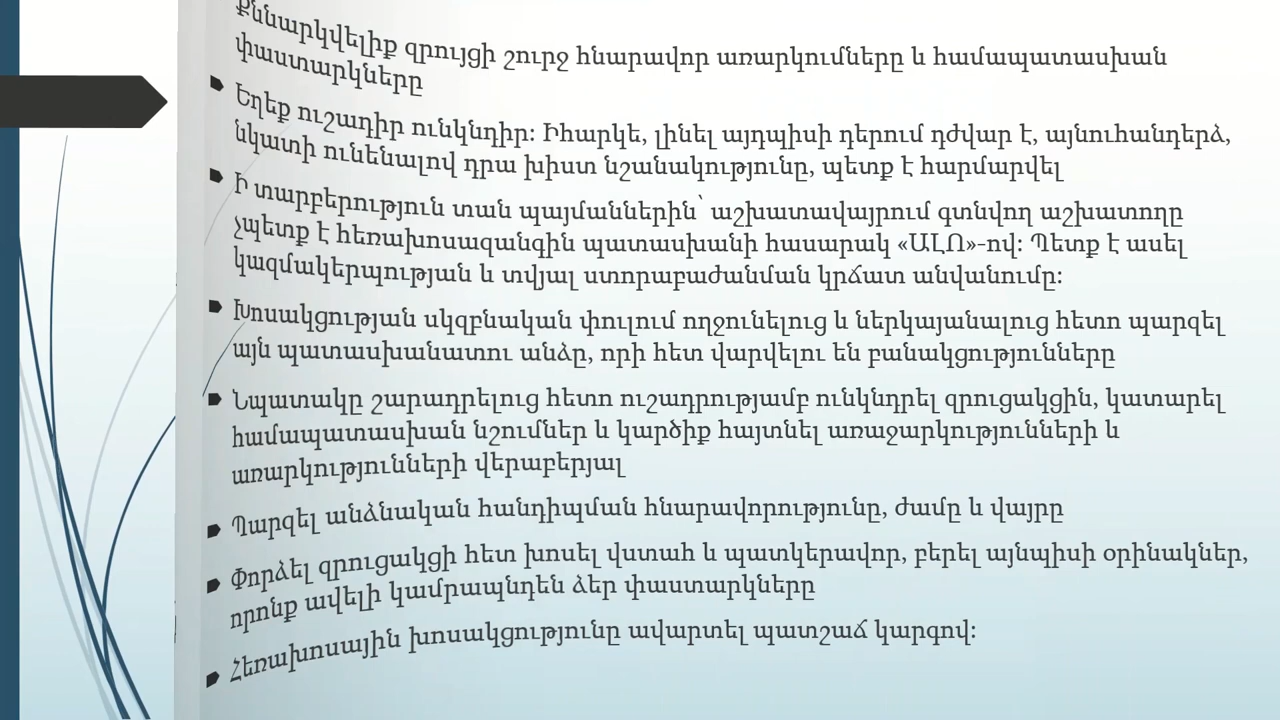 Քննարկվելիք զրույցի շուրջ հնարավոր առարկումները և համապատասխան
փաստարկները
Եղեք ուշադիր ունկնդիր: Իհարկե, լինել այդպիսի դերում դժվար է, այնուհանդերձ,
նկատի ունենալով դրա խիստ նշանակությունը, պետք է հարմարվել
Ի տարբերություն տան պայմաններին՝ աշխատավայրում գտնվող աշխատողը
չպետք է հեռախոսազանգին պատասխանի հասարակ «ԱԼՈ»-ով: Պետք է ասել
կազմակերպության և տվյալ ստորաբաժանման կրճատ անվանումը:
Խոսակցության սկզբնական փուլում ողջունելուց և ներկայանալուց հետո պարզել
այն պատասխանատու անձը, որի հետ վարվելու են բանակցությունները
Նպատակը շարադրելուց հետո ուշադրությամբ ունկնդրել զրուցակցին, կատարել
համապատասխան նշումներ և կարծիք հայտնել առաջարկությունների և
առարկությունների վերաբերյալ
Պարզել անձնական հանդիպման հնարավորությունը, ժամը և վայրը
Փորձել զրուցակցի հետ խոսել վստահ և պատկերավոր, բերել այնպիսի օրինակներ,
որոնք ավելի կամրապնդեն ձեր փաստարկները
Հեռախոսային խոսակցությունը ավարտել պատշաճ կարգով: